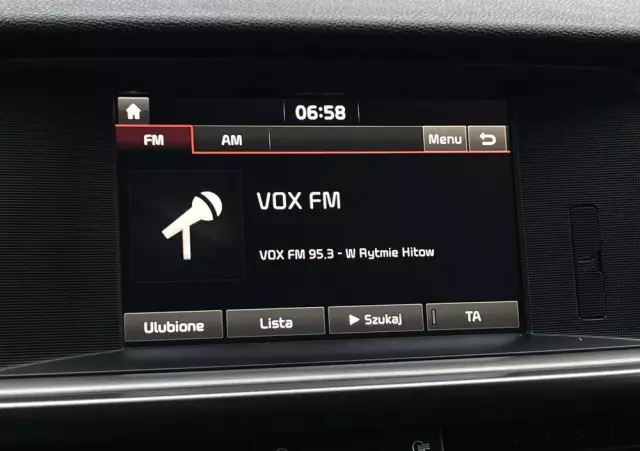 06:58
FM AM Menu
VOX FM
VOX FM 95.3 - W Rytmie Hitow
Ulubione Lista Szukaj TA